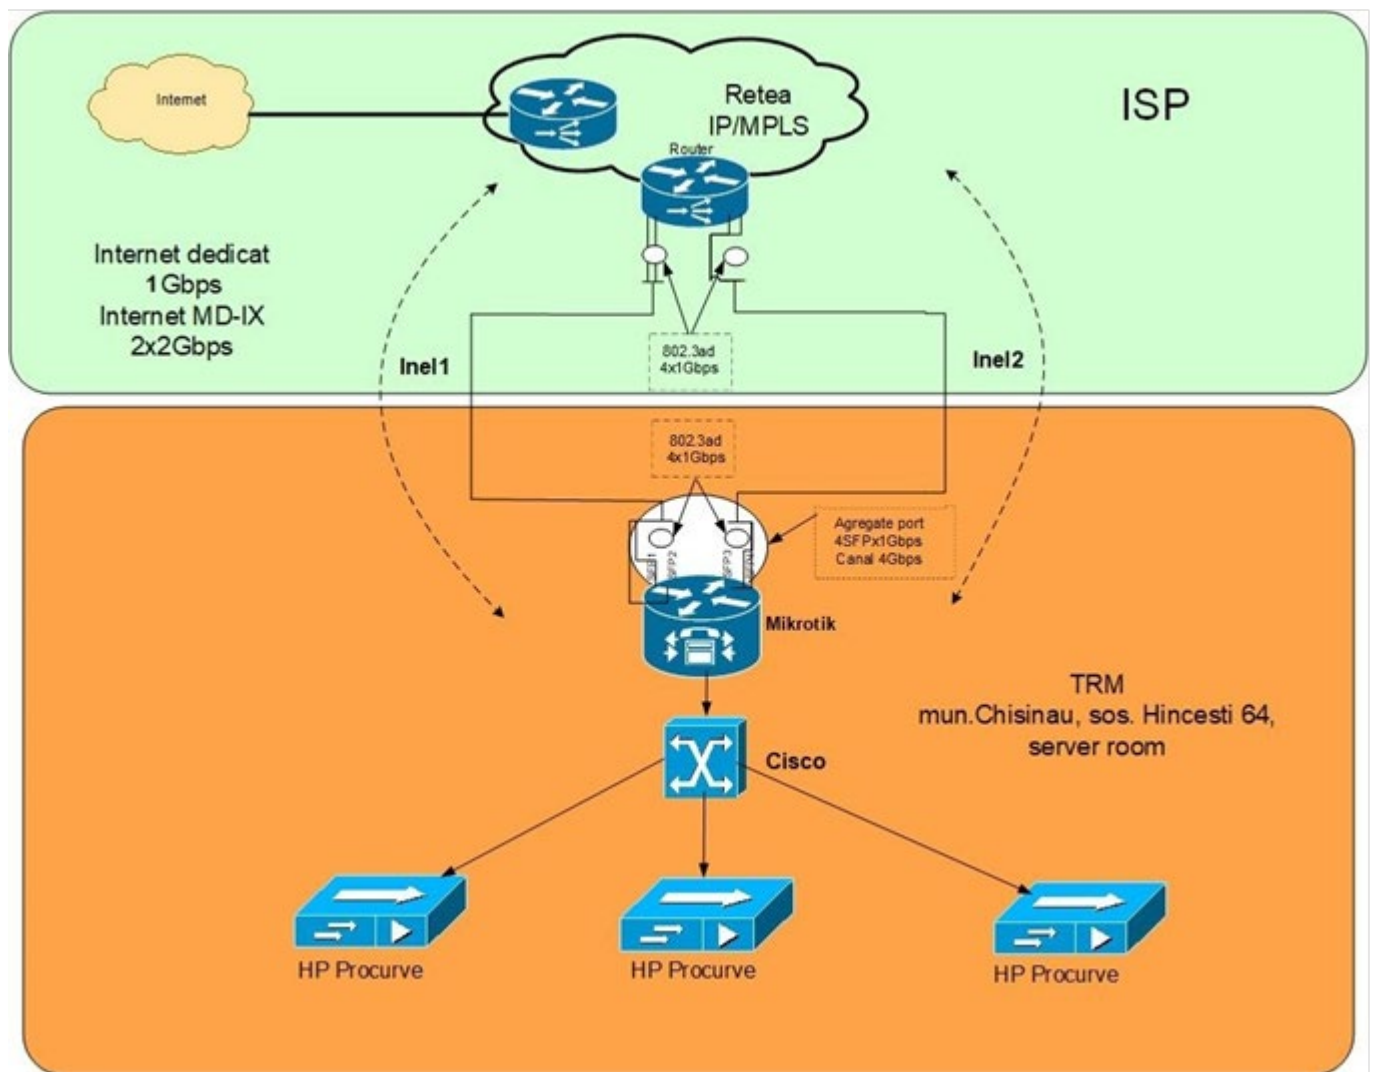 Internet
Retea
IP/MPLS
Router
ISP
Internet dedicat
1Gbps
Internet MD-IX
2x2Gbps
Inel1
802.3ad
4x1Gbps
Inel2
802.3ad
4x1Gbps
Agregate port
4SFPx1Gbps
Canal 4Gbps
SFP2
SFP3
Mikrotik
TRM
mun.Chisinau, sos. Hincesti 64,
server room
Cisco
HP Procurve
HP Procurve
HP Procurve